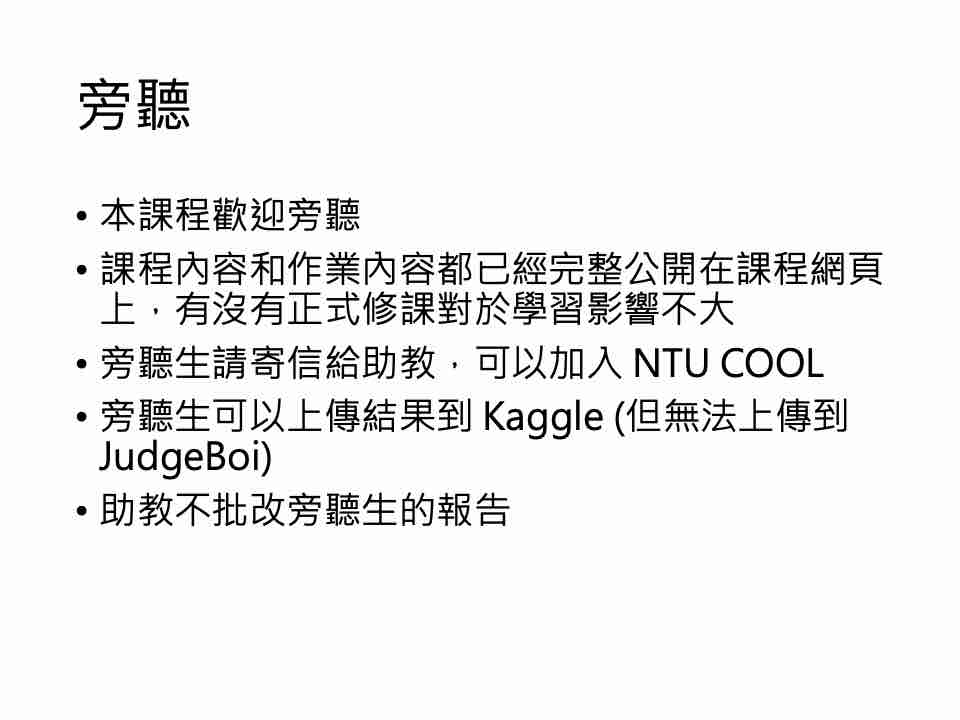 旁聽
• 本課程歡迎旁聽
• 課程內容和作業內容都已經完整公開在課程網頁
上，有沒有正式修課對於學習影響不大
• 旁聽生請寄信給助教，可以加入 NTU COOL
• 旁聽生可以上傳結果到 Kaggle (但無法上傳到
JudgeBoi)
• 助教不批改旁聽生的報告